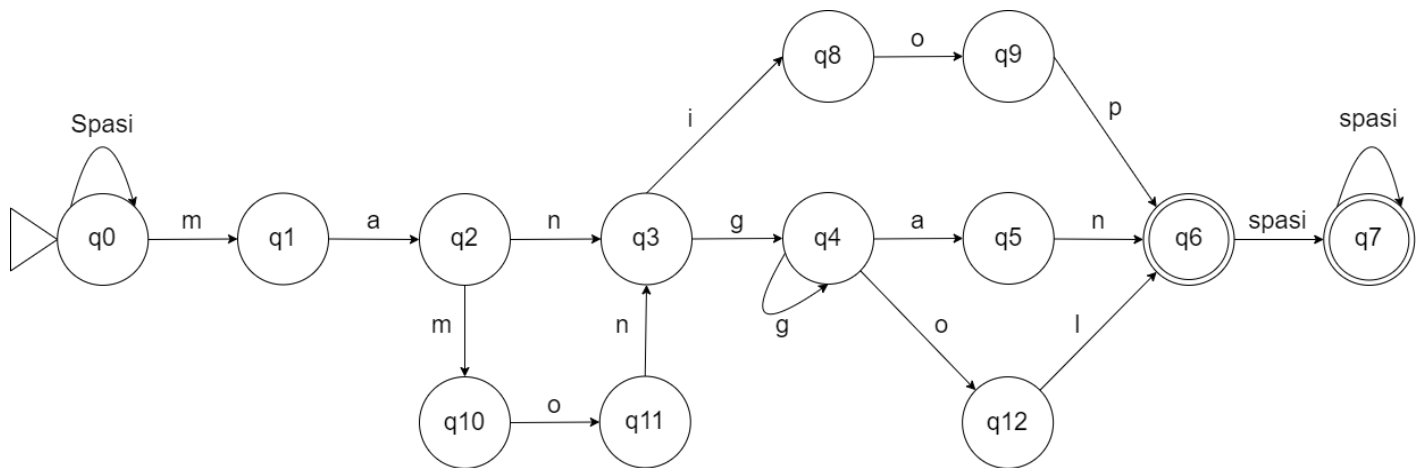 q8 o q9
Spasi i p spasi
q0 m q1 a q2 n q3 g q4 a q5 n q6 spasi q7
m n g o l
q10 o q11 q12